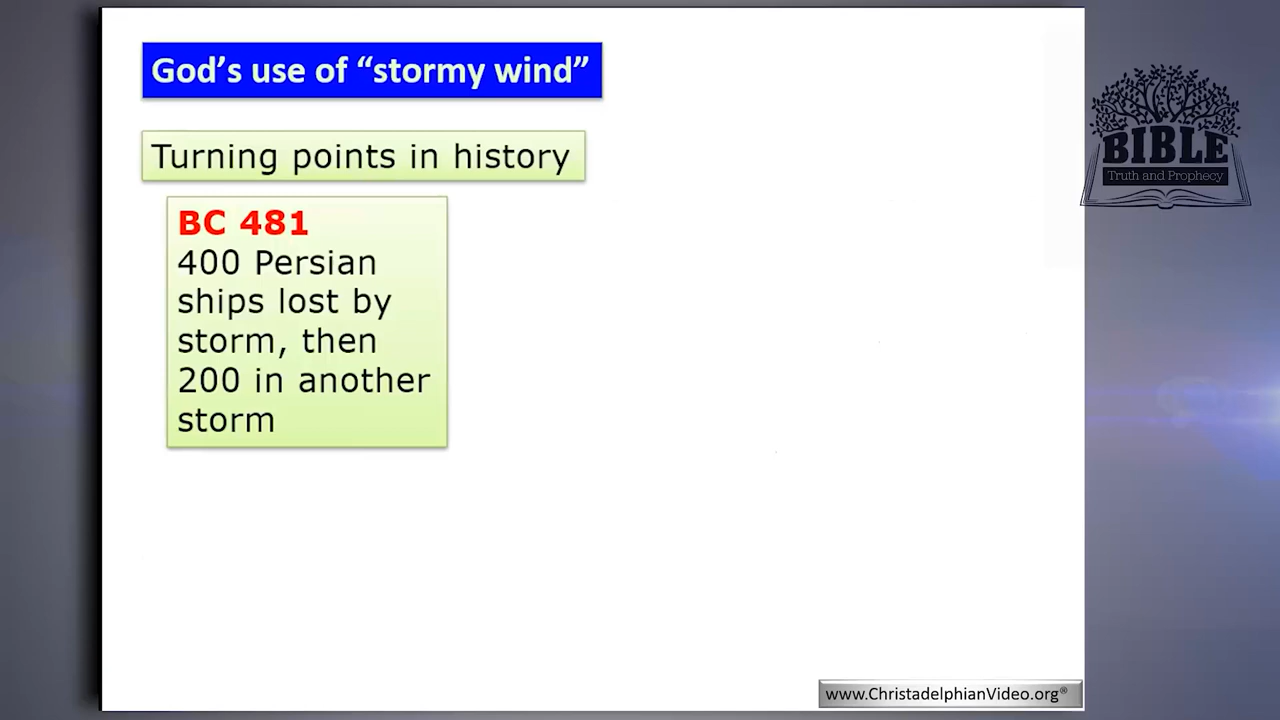 God’s use of “stormy wind”
Turning points in history
BC 481
400 Persian
ships lost by
storm, then
200 in another
storm
BIBLE
Truth and Prophecy
www.ChristadelphianVideo.org®